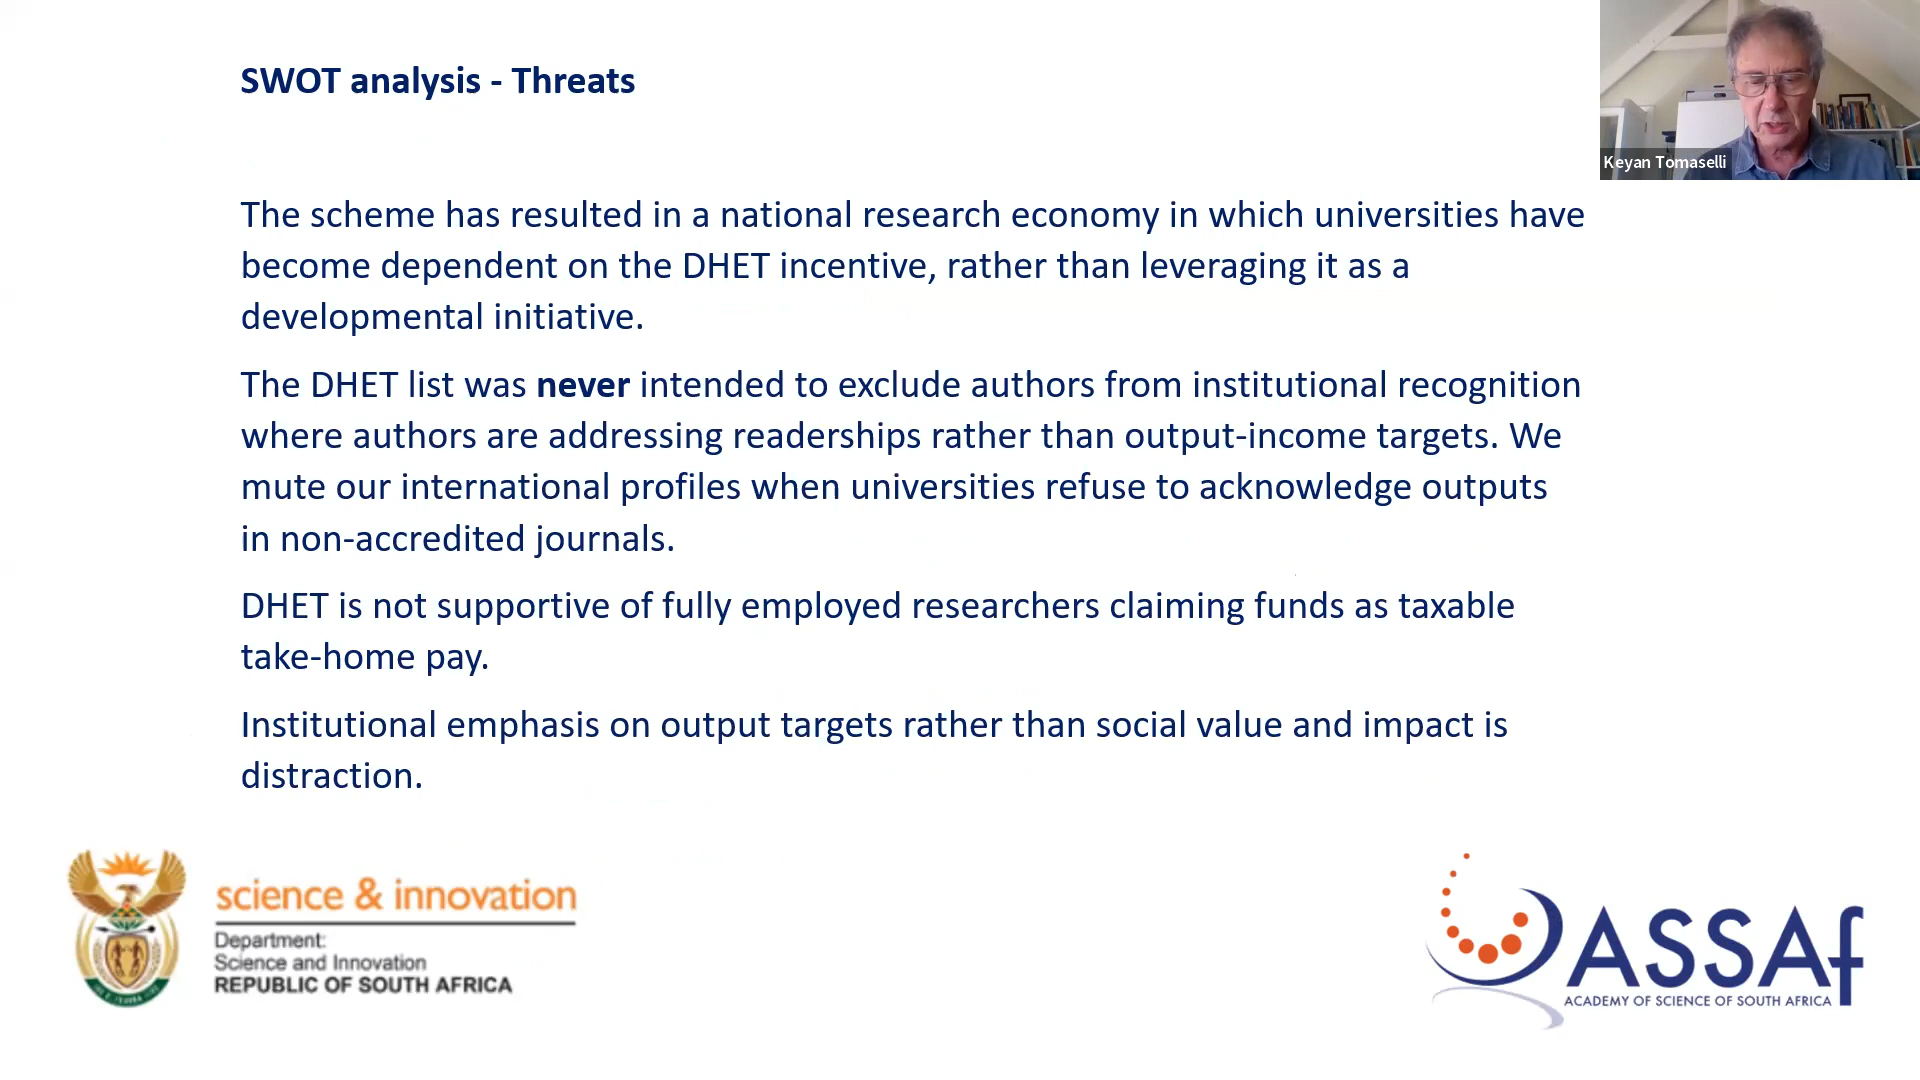 SWOT analysis - Threats
Keyan Tomaselli
The scheme has resulted in a national research economy in which universities have
become dependent on the DHET incentive, rather than leveraging it as a
developmental initiative.
The DHET list was never intended to exclude authors from institutional recognition
where authors are addressing readerships rather than output-income targets. We
mute our international profiles when universities refuse to acknowledge outputs
in non-accredited journals.
DHET is not supportive of fully employed researchers claiming funds as taxable
take-home pay.
Institutional emphasis on output targets rather than social value and impact is
distraction.
science & innovation
Department:
Science and Innovation
REPUBLIC OF SOUTH AFRICA
ASSAf
ACADEMY OF SCIENCE OF SOUTH AFRICA